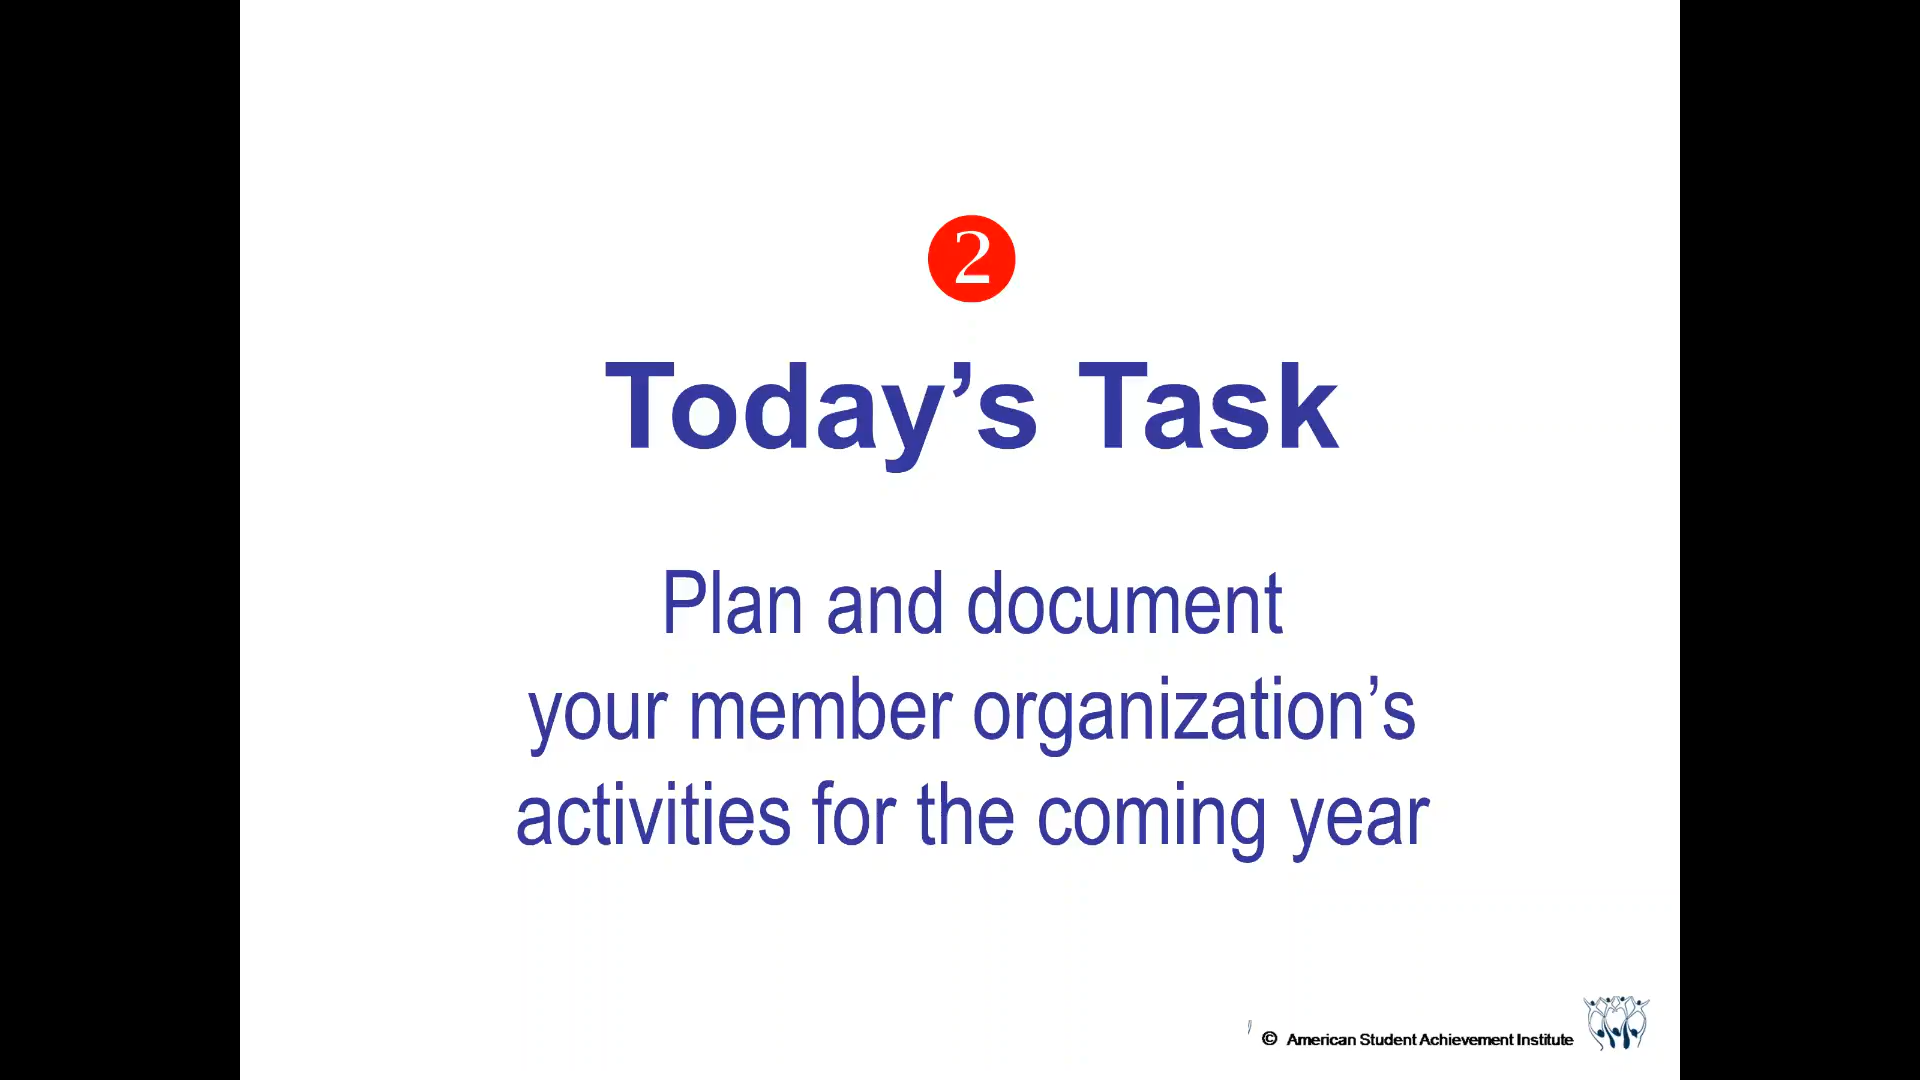 2
Today’s Task
Plan and document
your member organization’s
activities for the coming year
© American Student Achievement Institute